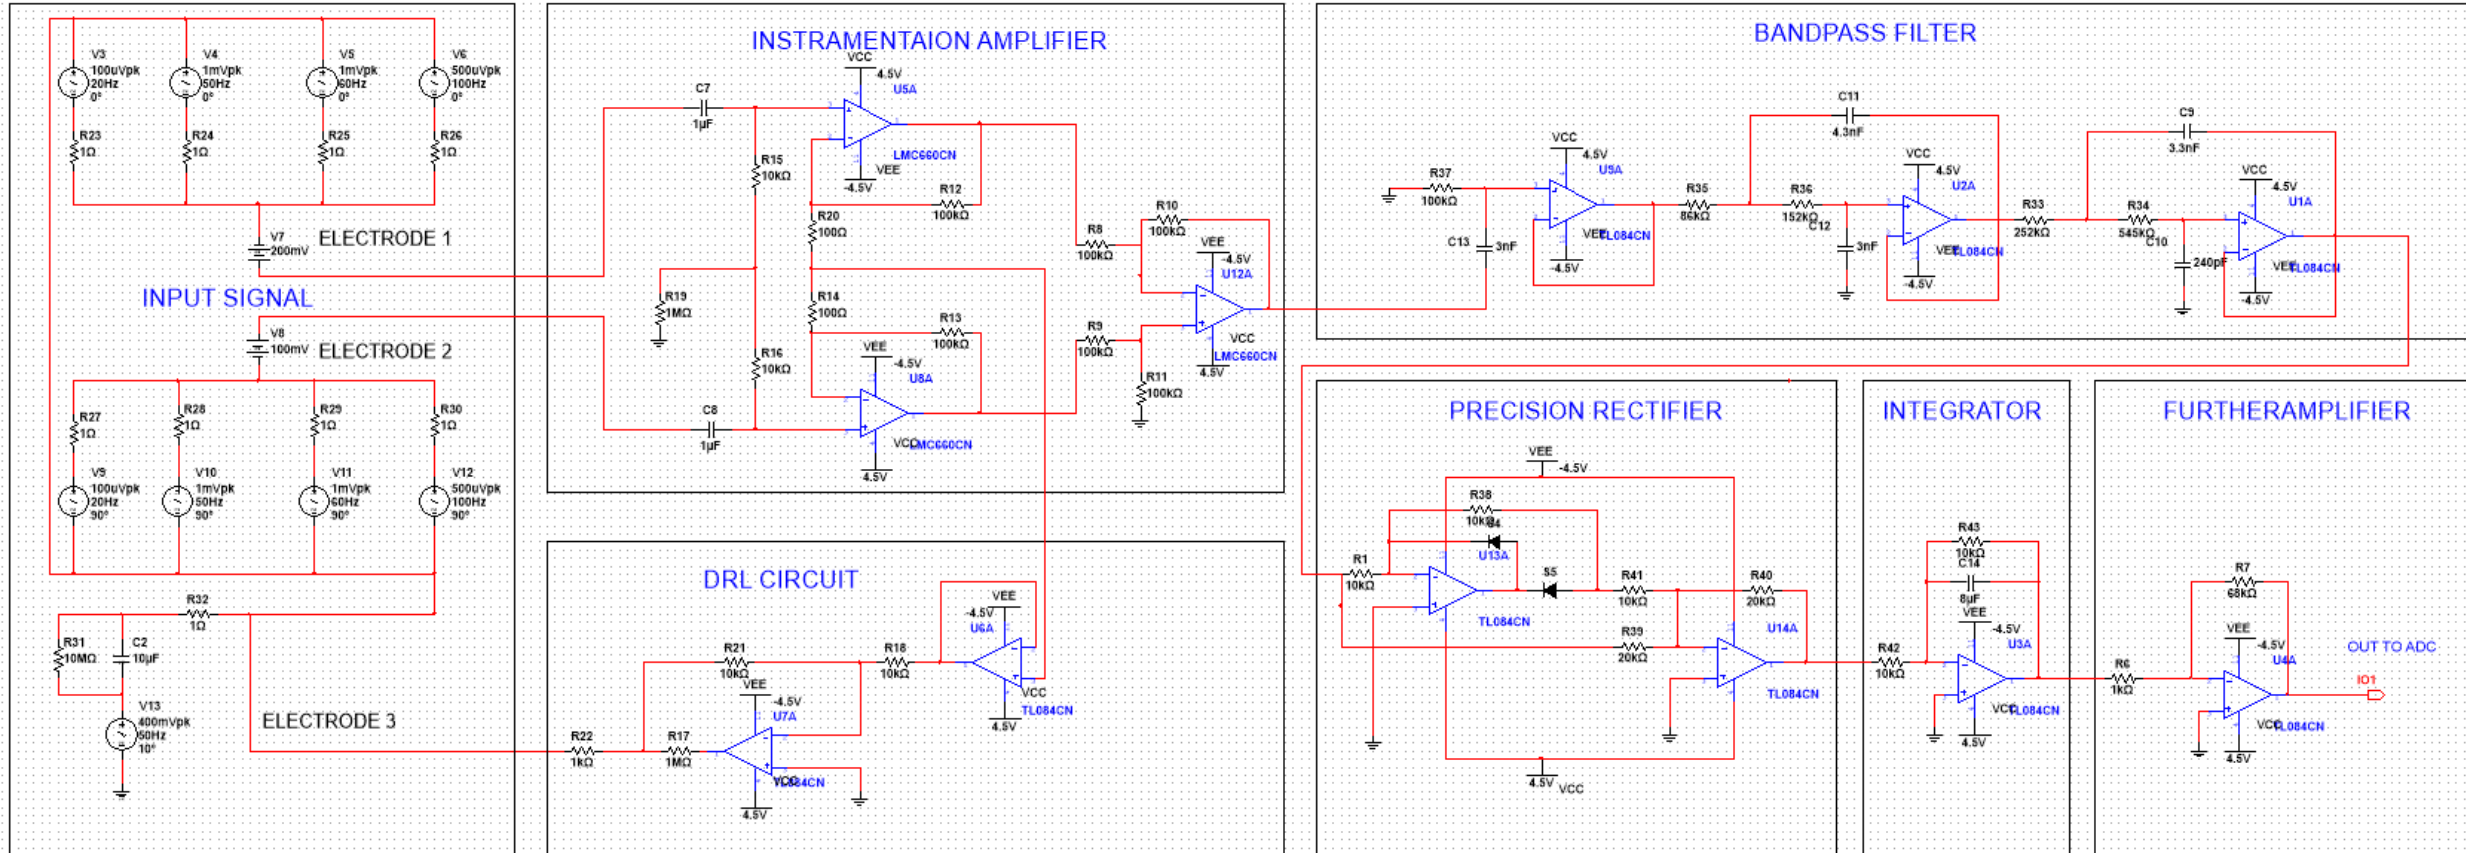 V3
100uVpk
20Hz
0°
V4
1mVpk
50Hz
0°
V5
1mVpk
60Hz
0°
V6
500uVpk
100Hz
0°
R23
1Ω
R24
1Ω
R25
1Ω
R26
1Ω
V7
200mV
ELECTRODE 1
INPUT SIGNAL
V8
100mV
ELECTRODE 2
R27
1Ω
R28
1Ω
R29
1Ω
R30
1Ω
V9
100uVpk
20Hz
90°
V10
1mVpk
50Hz
90°
V11
1mVpk
60Hz
90°
V12
500uVpk
100Hz
90°
R32
1Ω
R31
10MΩ
C2
10µF
V13
400mVpk
50Hz
10°
ELECTRODE 3
INSTRAMENTAION AMPLIFIER
VCC
4.5V
U5A
C7
1µF
LMC660CN
VEE
-4.5V
R15
10kΩ
R12
100kΩ
R20
100Ω
R19
1MΩ
R14
100Ω
R13
100kΩ
R16
10kΩ
VEE
-4.5V
U8A
C8
1µF
VCC
LMC660CN
4.5V
R8
100kΩ
R10
100kΩ
VEE
-4.5V
U12A
R9
100kΩ
VCC
LMC660CN
4.5V
R11
100kΩ
DRL CIRCUIT
VEE
-4.5V
U6A
R21
10kΩ
R18
10kΩ
VCC
TL084CN
4.5V
VEE
-4.5V
U7A
R22
1kΩ
R17
1MΩ
VCC
TL084CN
4.5V
BANDPASS FILTER
R37
100kΩ
C13
3nF
VCC
4.5V
U9A
VEE
TL084CN
-4.5V
R35
86kΩ
C11
4.3nF
R36
152kΩ
C12
3nF
VCC
4.5V
U2A
VEE
TL084CN
-4.5V
R33
252kΩ
C9
3.3nF
R34
545kΩ
C10
240pF
VCC
4.5V
U1A
VEE
TL084CN
-4.5V
PRECISION RECTIFIER
VEE
-4.5V
R38
10kΩ
U13A
R1
10kΩ
S5
TL084CN
R41
10kΩ
R40
20kΩ
R39
20kΩ
U14A
TL084CN
4.5V
VCC
INTEGRATOR
R43
10kΩ
C14
8µF
VEE
-4.5V
U3A
R42
10kΩ
VCC
TL084CN
4.5V
FURTHERAMPLIFIER
R7
68kΩ
VEE
-4.5V
U4A
R6
1kΩ
VCC
TL084CN
4.5V
OUT TO ADC
IO1